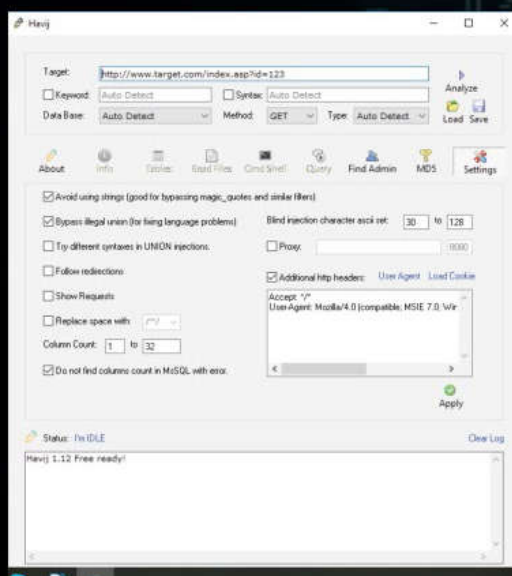 Havij
Target: http://www.target.com/index.asp?id=123
Analyze
Keyword: Auto Detect Syntax: Auto Detect
Data Base: Auto Detect Method: GET Type: Auto Detect Load Save
About Info Tables Read Files Cmd Shell Query Find Admin MD5 Settings
Avoid using strings (good for bypassing magic_quotes and similar filters)
Bypass illegal union (for fixing language problems) Blind injection character ascii set: 30 to 128
Try different syntaxes in UNION injections. Proxy: 8080
Follow redirections Additional http headers: User Agent Load Cookie
Show Requests
Accept: */*
User-Agent: Mozilla/4.0 (compatible; MSIE 7.0; Win
Replace space with: /**/
Column Count: 1 to 32
Do not find columns count in MsSQL with error.
Apply
Status: I'm IDLE Clear Log
Havij 1.12 Free ready!